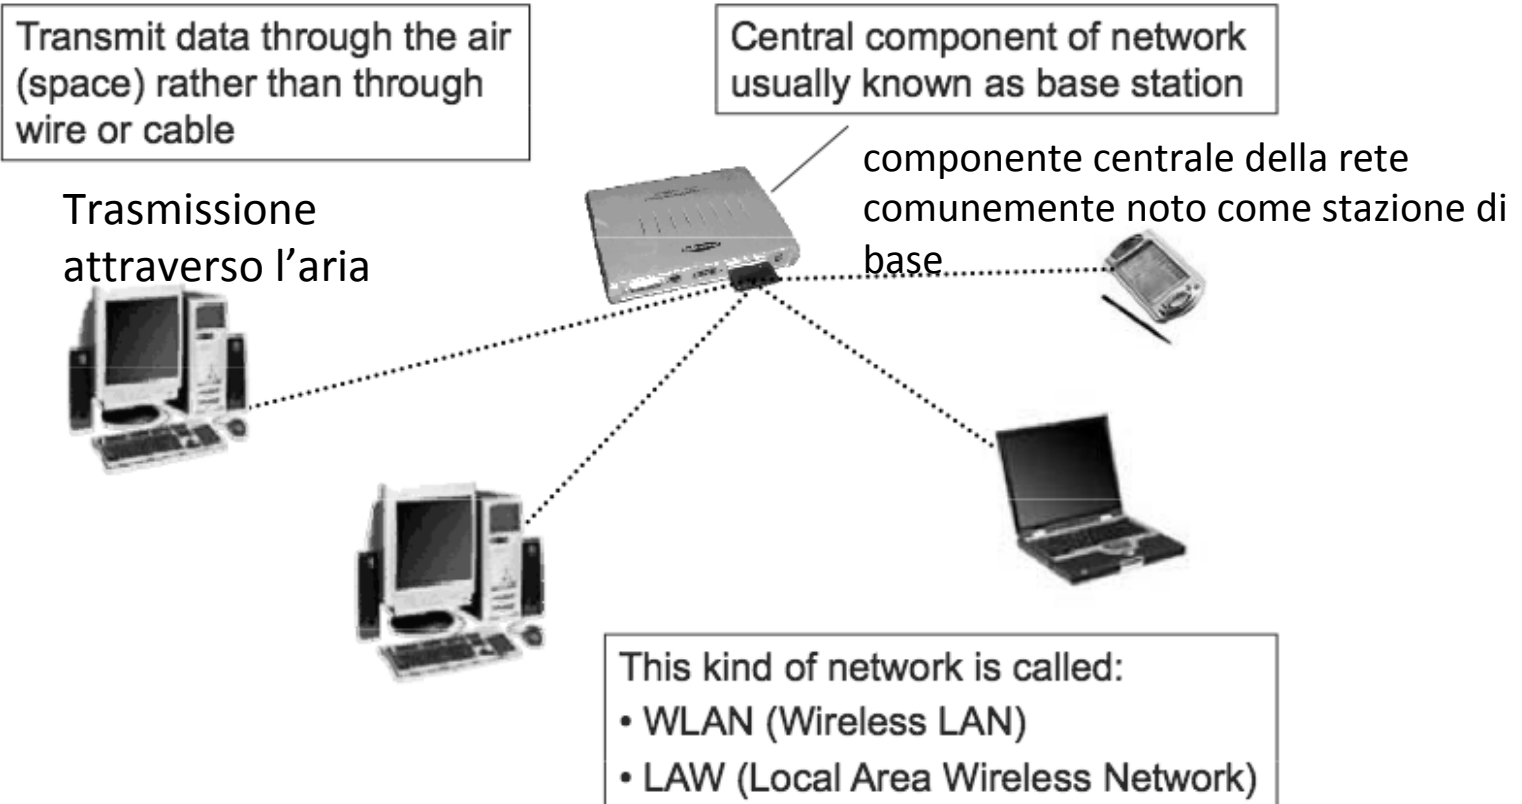 Transmit data through the air
(space) rather than through
wire or cable
Central component of network
usually known as base station
Trasmissione
attraverso l’aria
componente centrale della rete
comunemente noto come stazione di
base
This kind of network is called:
• WLAN (Wireless LAN)
• LAW (Local Area Wireless Network)